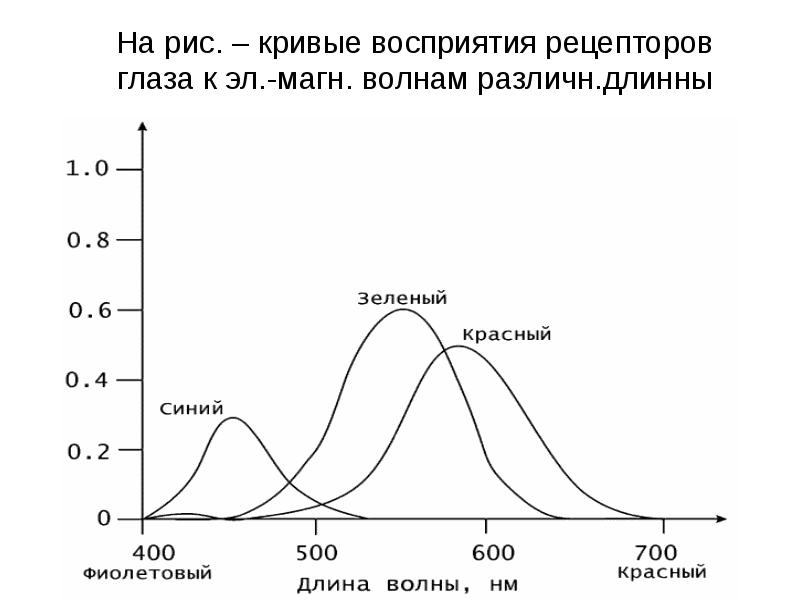 На рис. – кривые восприятия рецепторов
глаза к эл.-магн. волнам различн.длинны
1.0
0.8
Зеленый
0.6
Красный
0.4
Синий
0.2
0
400 500 600 700
Фиолетовый Красный
Длина волны, нм